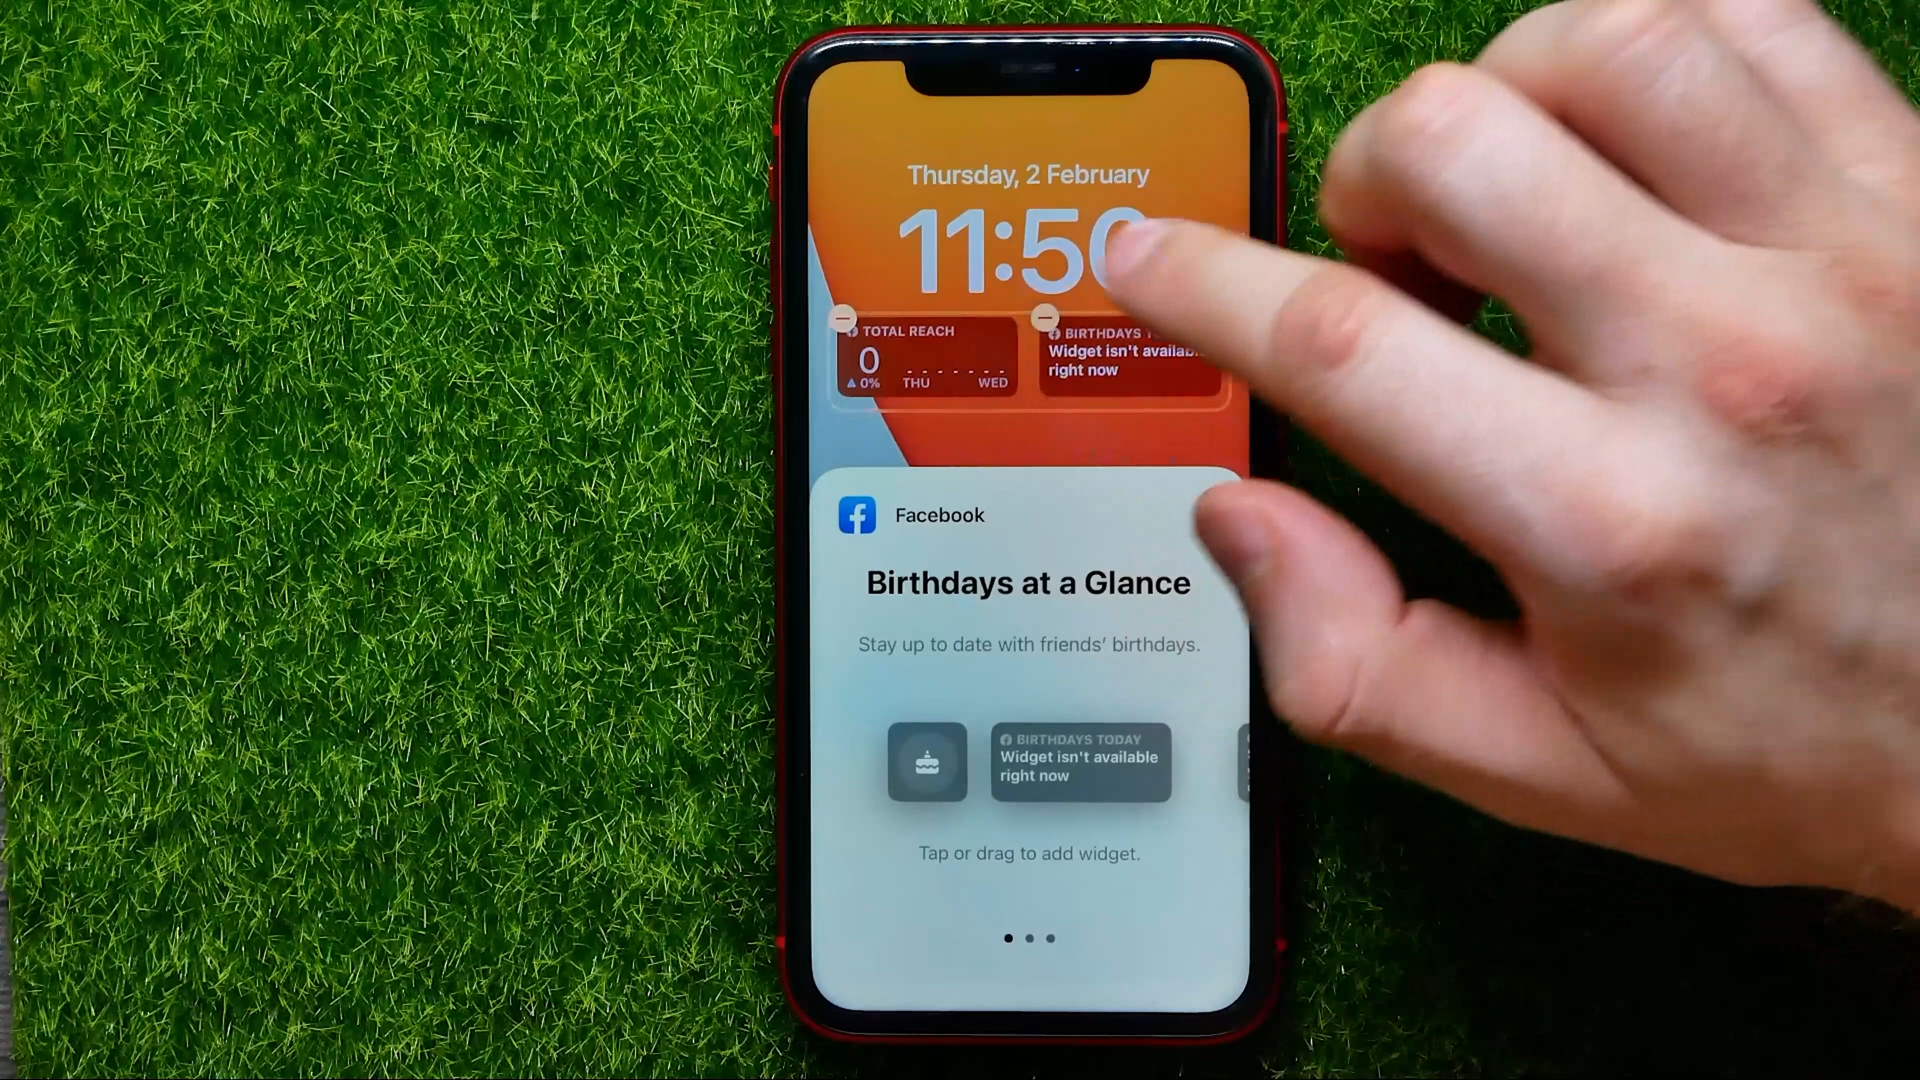 Thursday, 2 February
11:50
TOTAL REACH
0
0%
THU
WED
BIRTHDAYS
Widget isn't
right now
Facebook
Birthdays at a Glance
Stay up to date with friends' birthdays.
BIRTHDAYS TODAY
Widget isn't available
right now
Tap or drag to add widget.